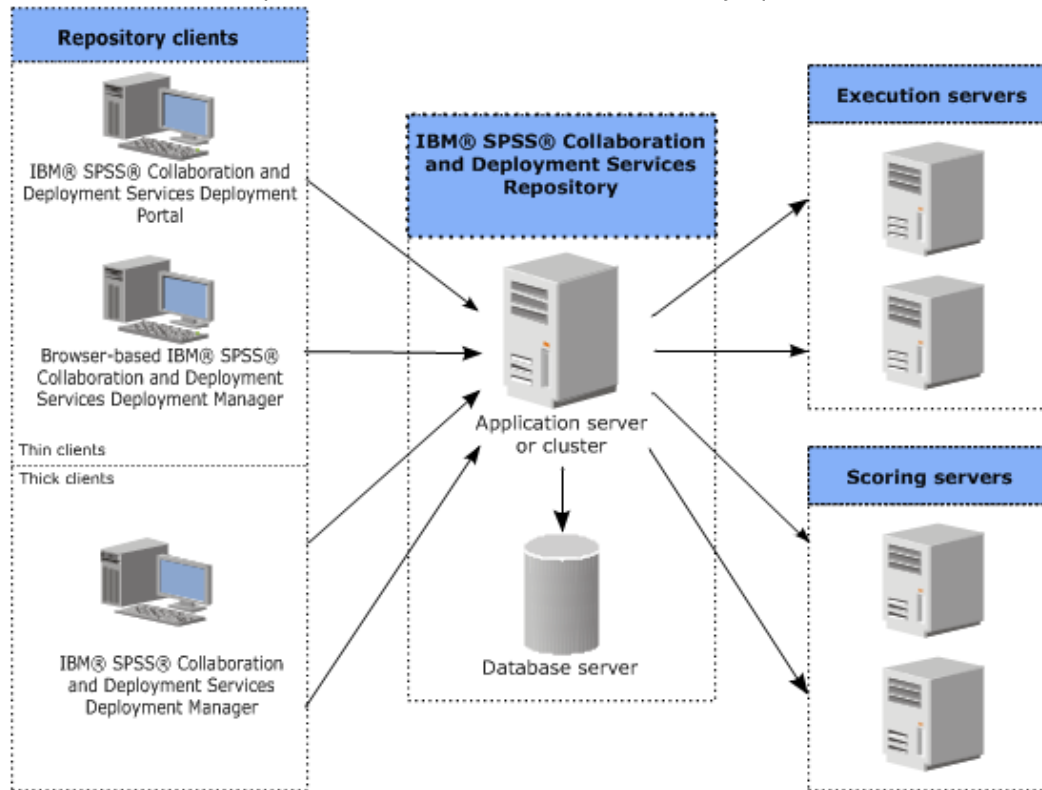 Repository clients
IBM® SPSS® Collaboration and
Deployment Services Deployment
Portal
Browser-based IBM® SPSS®
Collaboration and Deployment
Services Deployment Manager
Thin clients
Thick clients
IBM® SPSS® Collaboration
and Deployment Services
Deployment Manager
IBM® SPSS® Collaboration
and Deployment Services
Repository
Application server
or cluster
Database server
Execution servers
Scoring servers